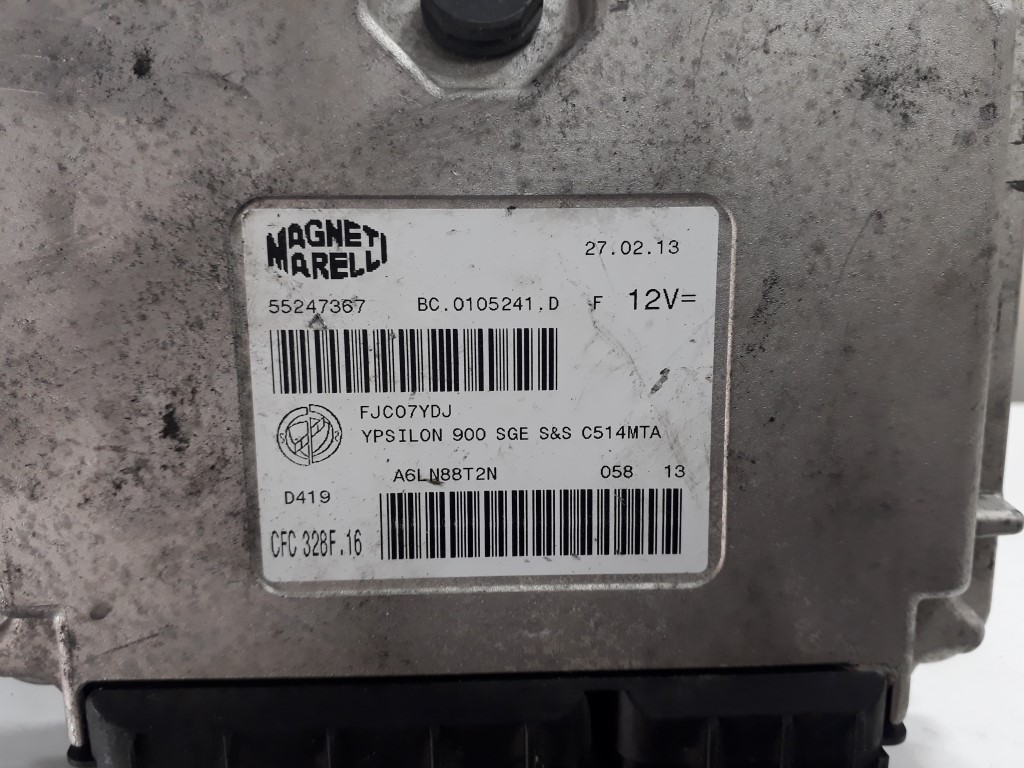 MAGNETI
MARELLI
27.02.13
55247367 BC.0105241.D F 12V=
FJC07YDJ
YPSILON 900 SGE S&S C514MTA
A6LN88T2N 058 13
D419
CFC 328F.16